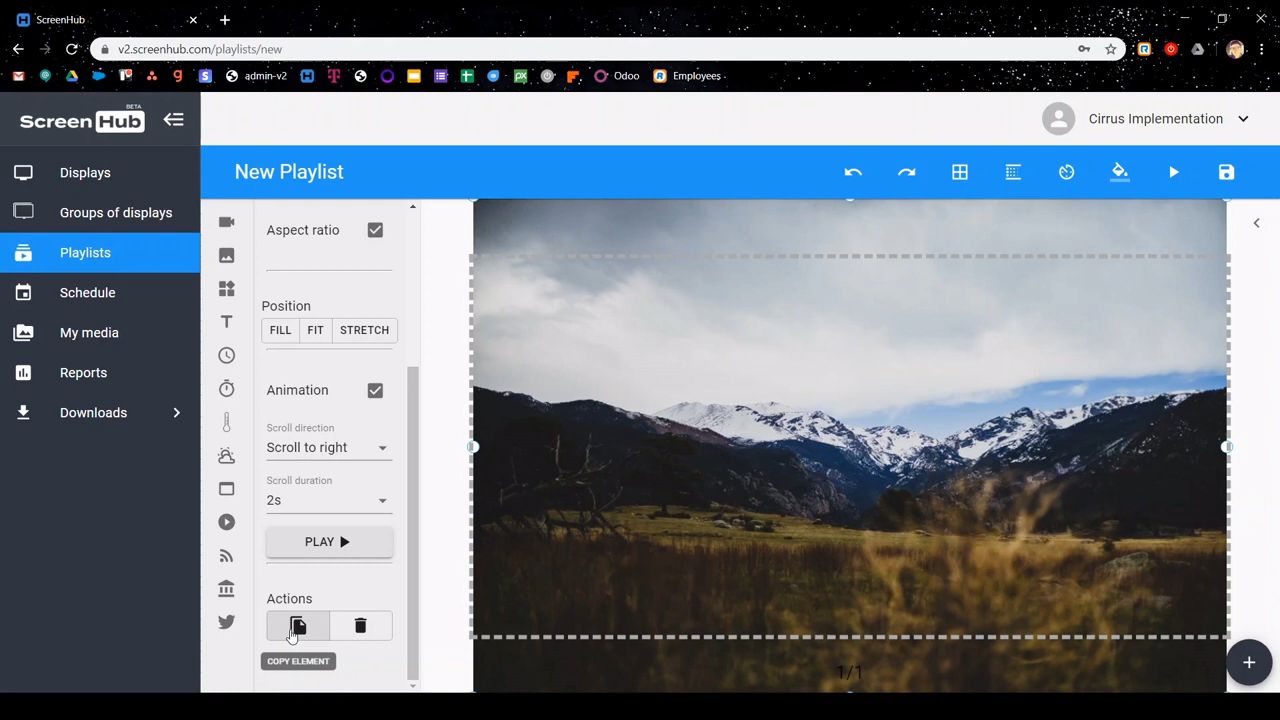 ScreenHub
v2.screenhub.com/playlists/new
admin-v2
Odoo
Employees
BETA
Screen Hub
Cirrus Implementation
Displays
Groups of displays
Playlists
Schedule
My media
Reports
Downloads
New Playlist
Aspect ratio
Position
FILL FIT STRETCH
Animation
Scroll direction
Scroll to right
Scroll duration
2s
PLAY
Actions
COPY ELEMENT
1/1